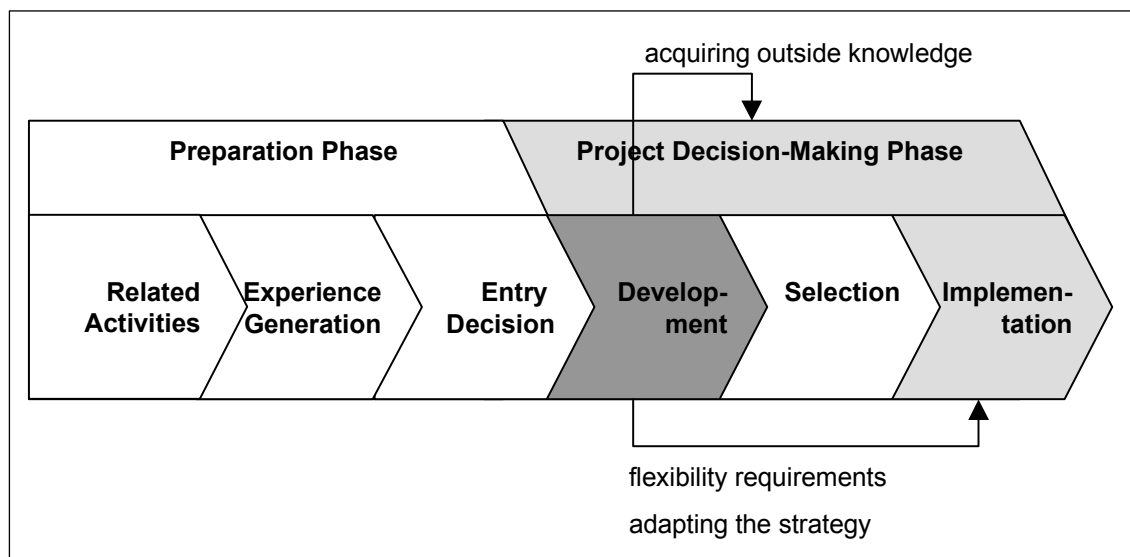 acquiring outside knowledge
Preparation Phase
Project Decision-Making Phase
Related
Activities
Experience
Generation
Entry
Decision
Develop-
ment
Selection
Implemen-
tation
flexibility requirements
adapting the strategy